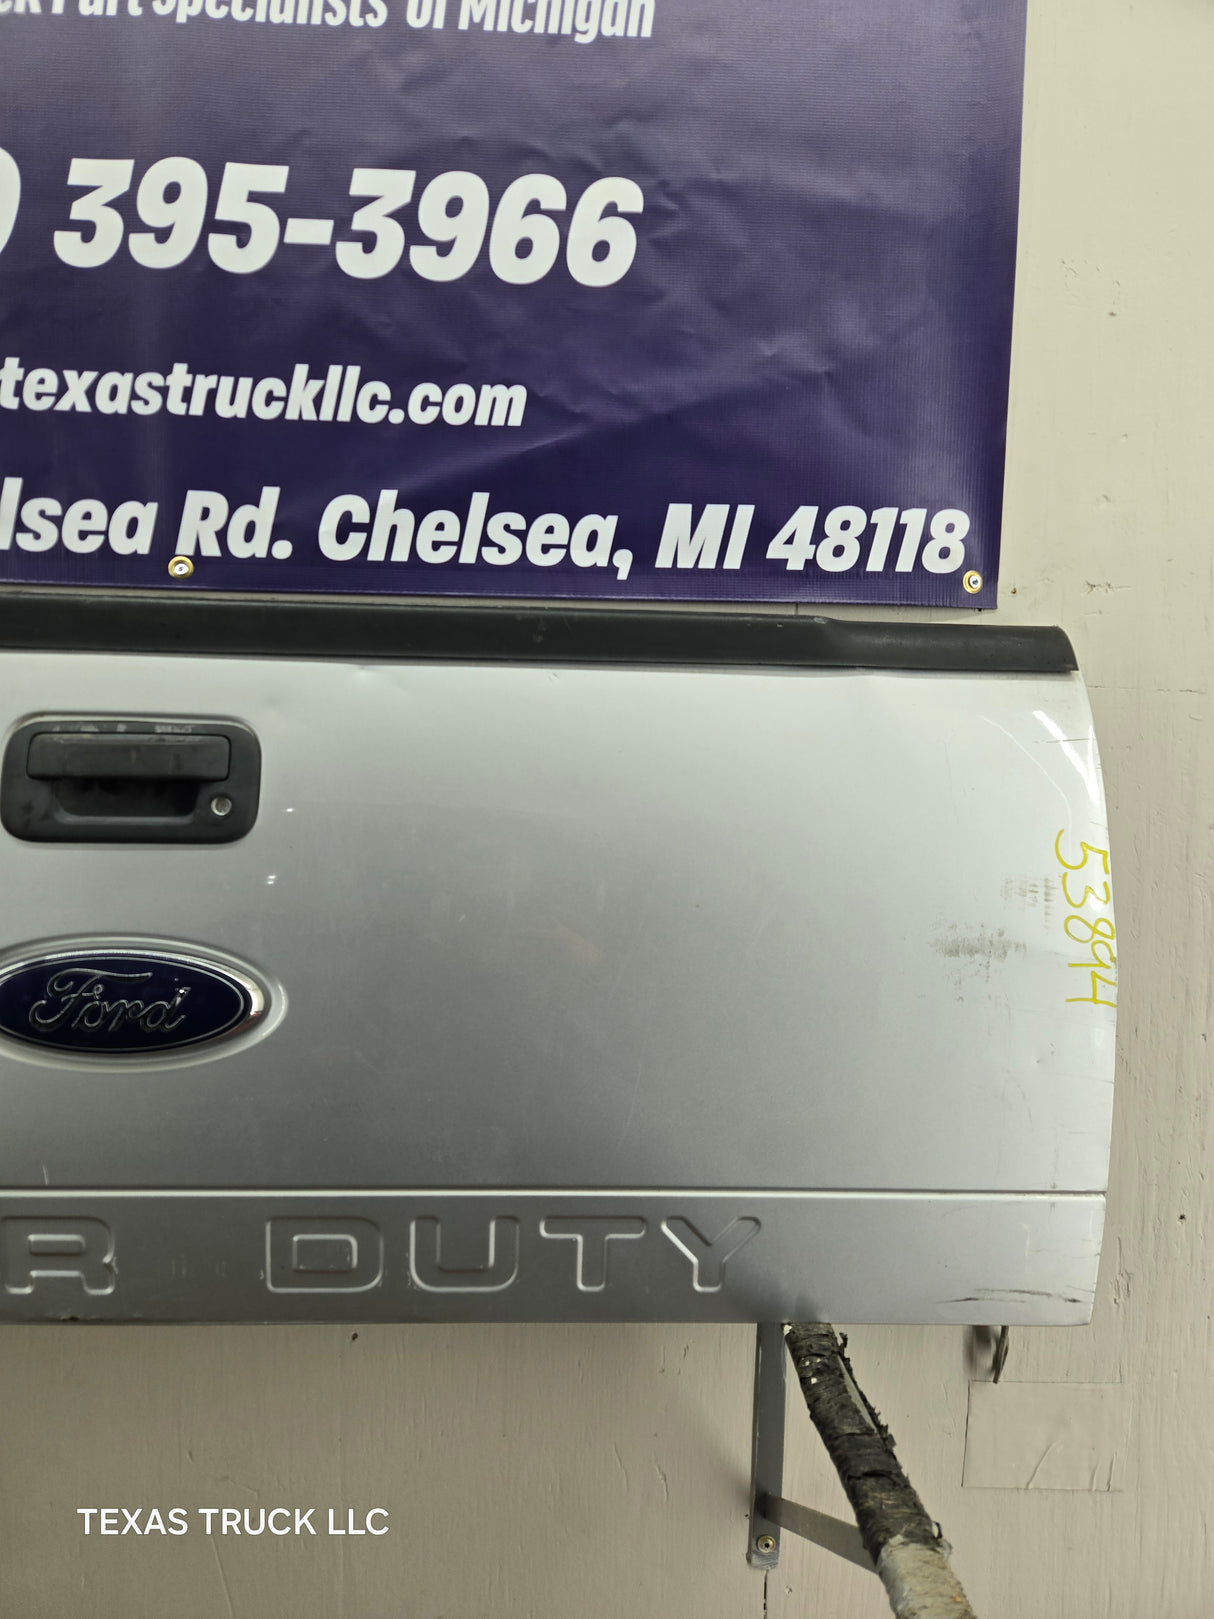 Part Specialists Of Michigan
) 395-3966
texastruckllc.com
lsea Rd. Chelsea, MI 48118
53894
Ford
R DUTY
TEXAS TRUCK LLC